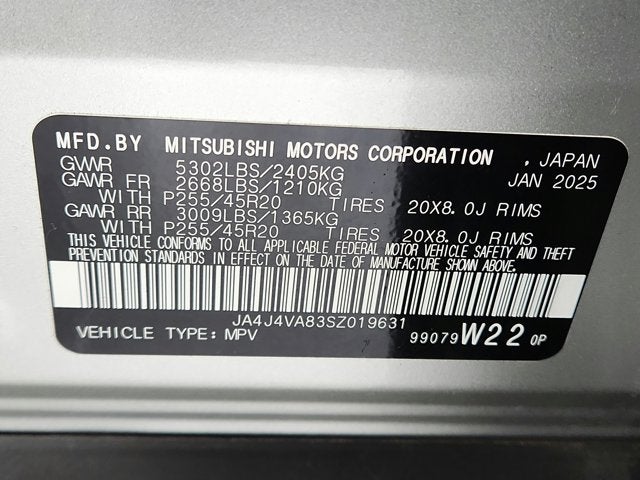 MFD.BY MITSUBISHI MOTORS CORPORATION , JAPAN
GVWR 5302LBS/2405KG JAN 2025
GAWR FR 2668LBS/1210KG
WITH P255/45R20 TIRES 20X8.0J RIMS
GAWR RR 3009LBS/1365KG
WITH P255/45R20 TIRES 20X8.0J RIMS
THIS VEHICLE CONFORMS TO ALL APPLICABLE FEDERAL MOTOR VEHICLE SAFETY AND THEFT
PREVENTION STANDARDS IN EFFECT ON THE DATE OF MANUFACTURE SHOWN ABOVE.
JA4J4VA83SZ019631
VEHICLE TYPE: MPV 99079 W22 0P